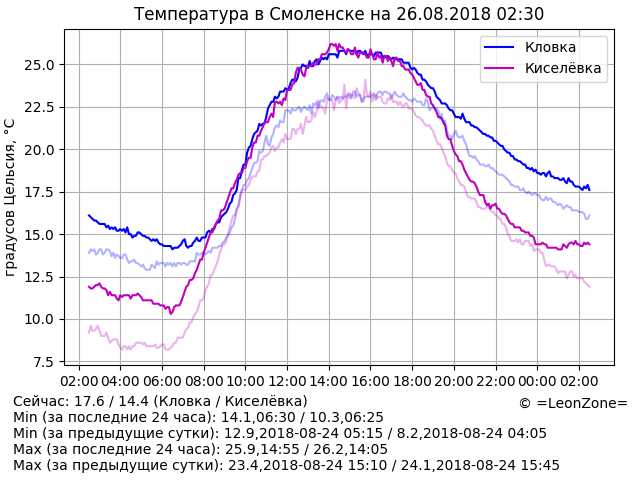 Температура в Смоленске на 26.08.2018 02:30
градусов Цельсия, °C
25.0
22.5
20.0
17.5
15.0
12.5
10.0
7.5
Кловка
Киселёвка
02:00 04:00 06:00 08:00 10:00 12:00 14:00 16:00 18:00 20:00 22:00 00:00 02:00
Сейчас: 17.6 / 14.4 (Кловка / Киселёвка)
© =LeonZone=
Min (за последние 24 часа): 14.1,06:30 / 10.3,06:25
Min (за предыдущие сутки): 12.9,2018-08-24 05:15 / 8.2,2018-08-24 04:05
Max (за последние 24 часа): 25.9,14:55 / 26.2,14:05
Max (за предыдущие сутки): 23.4,2018-08-24 15:10 / 24.1,2018-08-24 15:45